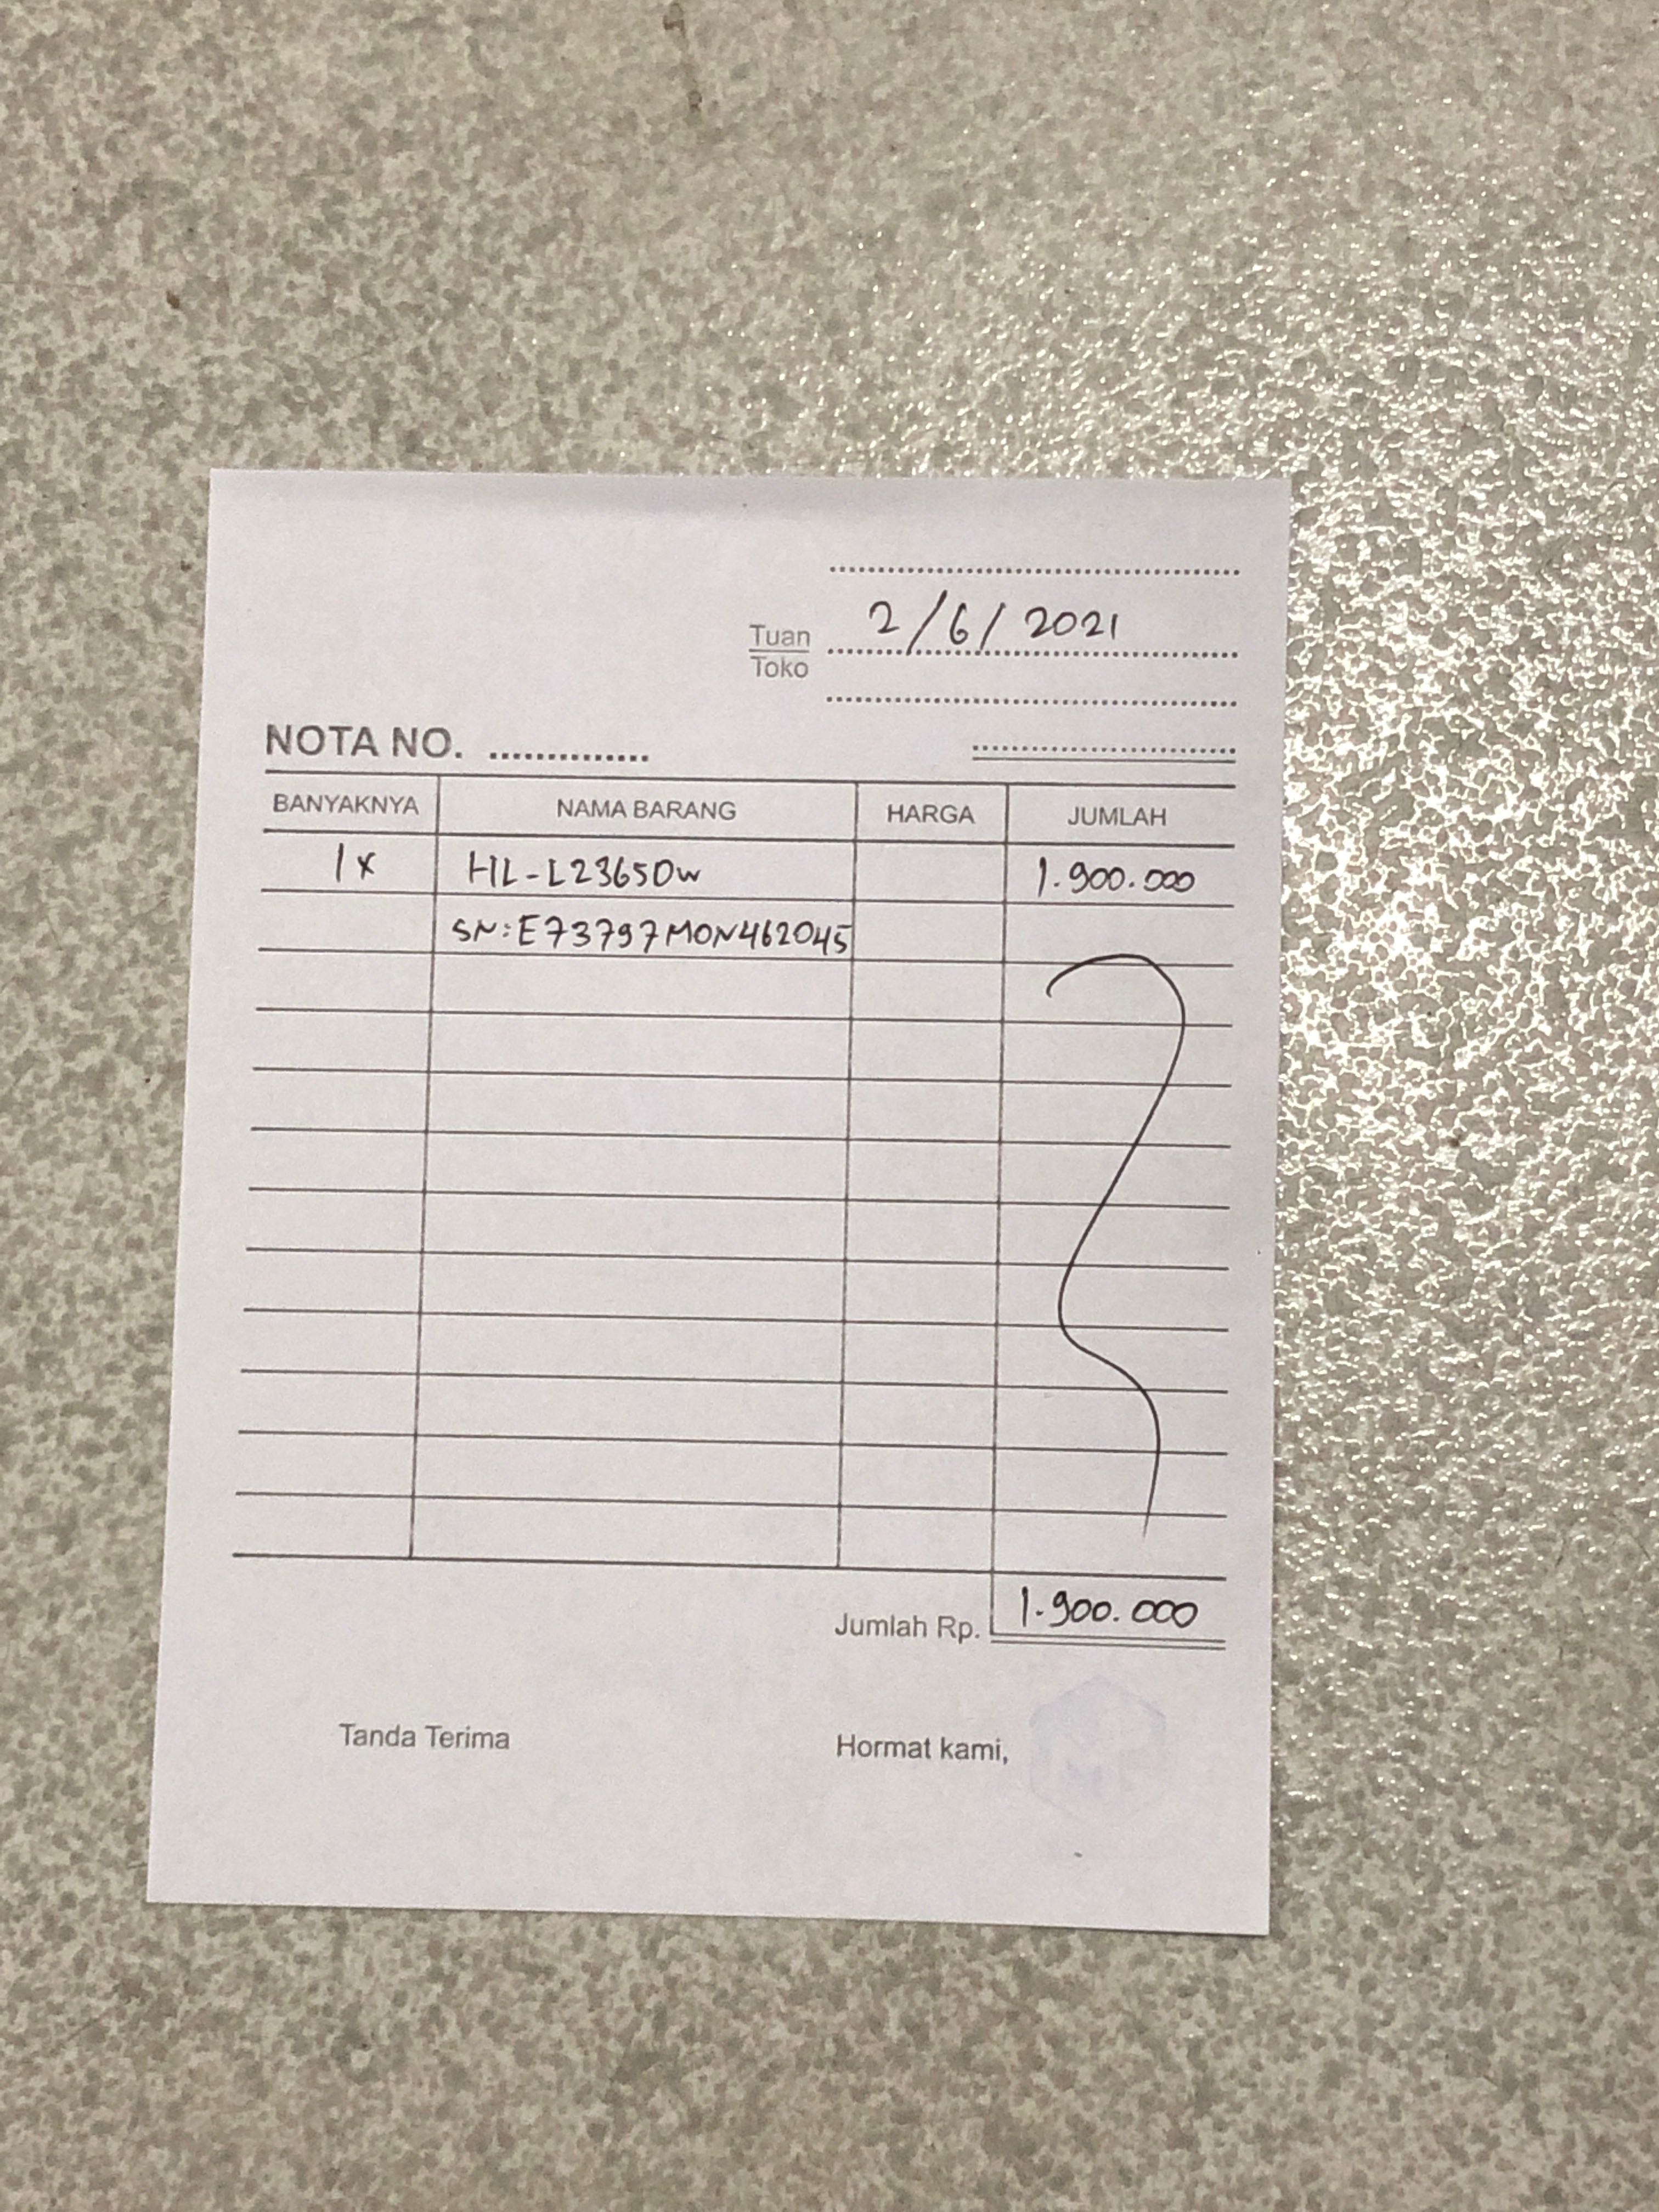 2/6/2021
Tuan
Toko
NOTA NO. ..............
BANYAKNYA NAMA BARANG HARGA JUMLAH
1x HL-L2365Dw 1.900.000
SN: E73797M0N462045
Jumlah Rp. 1.900.000
Tanda Terima Hormat kami,